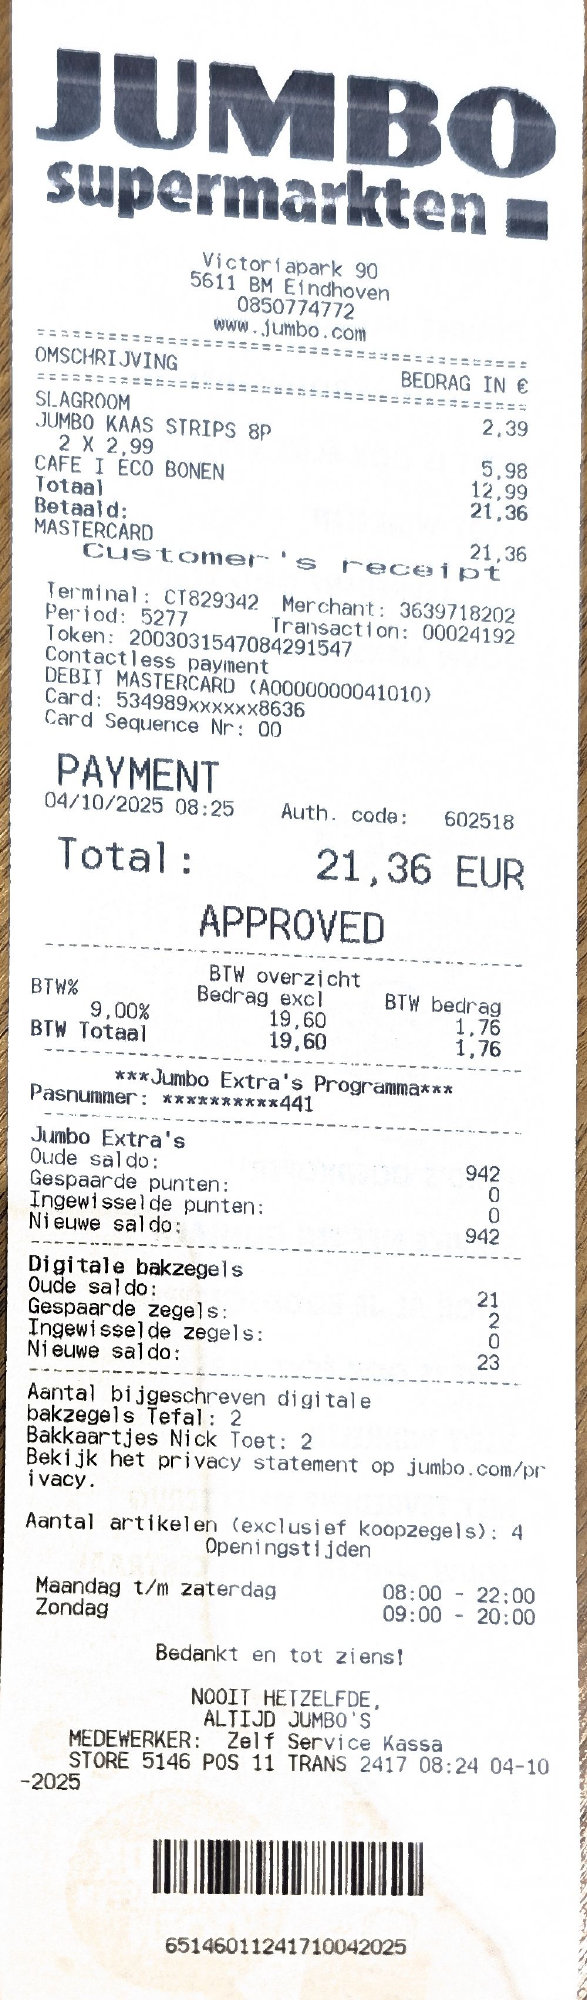 JUMBO
supermarkten
Victoriapark 90
5611 BM Eindhoven
0850774772
www.jumbo.com
================================================
OMSCHRIJVING BEDRAG IN €
================================================
SLAGROOM 2,39
JUMBO KAAS STRIPS 8P
2 X 2,99 5,98
CAFE I ECO BONEN 12,99
Totaal 21,36
Betaald:
MASTERCARD 21,36
Customer's receipt
Terminal: CT829342 Merchant: 3639718202
Period: 5277 Transaction: 00024192
Token: 2003031547084291547
Contactless payment
DEBIT MASTERCARD (A0000000041010)
Card: 534989xxxxxx8636
Card Sequence Nr: 00
PAYMENT
04/10/2025 08:25 Auth. code: 602518
Total: 21,36 EUR
APPROVED
------------------------------------------------
BTW overzicht
BTW% Bedrag excl BTW bedrag
9,00% 19,60 1,76
BTW Totaal 19,60 1,76
------------------------------------------------
***Jumbo Extra's Programma***
Pasnummer: **********441
------------------------------------------------
Jumbo Extra's
Oude saldo: 942
Gespaarde punten: 0
Ingewisselde punten: 0
Nieuwe saldo: 942
------------------------------------------------
Digitale bakzegels
Oude saldo: 21
Gespaarde zegels: 2
Ingewisselde zegels: 0
Nieuwe saldo: 23
------------------------------------------------
Aantal bijgeschreven digitale
bakzegels Tefal: 2
Bakkaartjes Nick Toet: 2
Bekijk het privacy statement op jumbo.com/pr
ivacy.
Aantal artikelen (exclusief koopzegels): 4
Openingstijden
Maandag t/m zaterdag 08:00 - 22:00
Zondag 09:00 - 20:00
Bedankt en tot ziens!
NOOIT HETZELFDE,
ALTIJD JUMBO'S
MEDEWERKER: Zelf Service Kassa
STORE 5146 POS 11 TRANS 2417 08:24 04-10
-2025
65146011241710042025